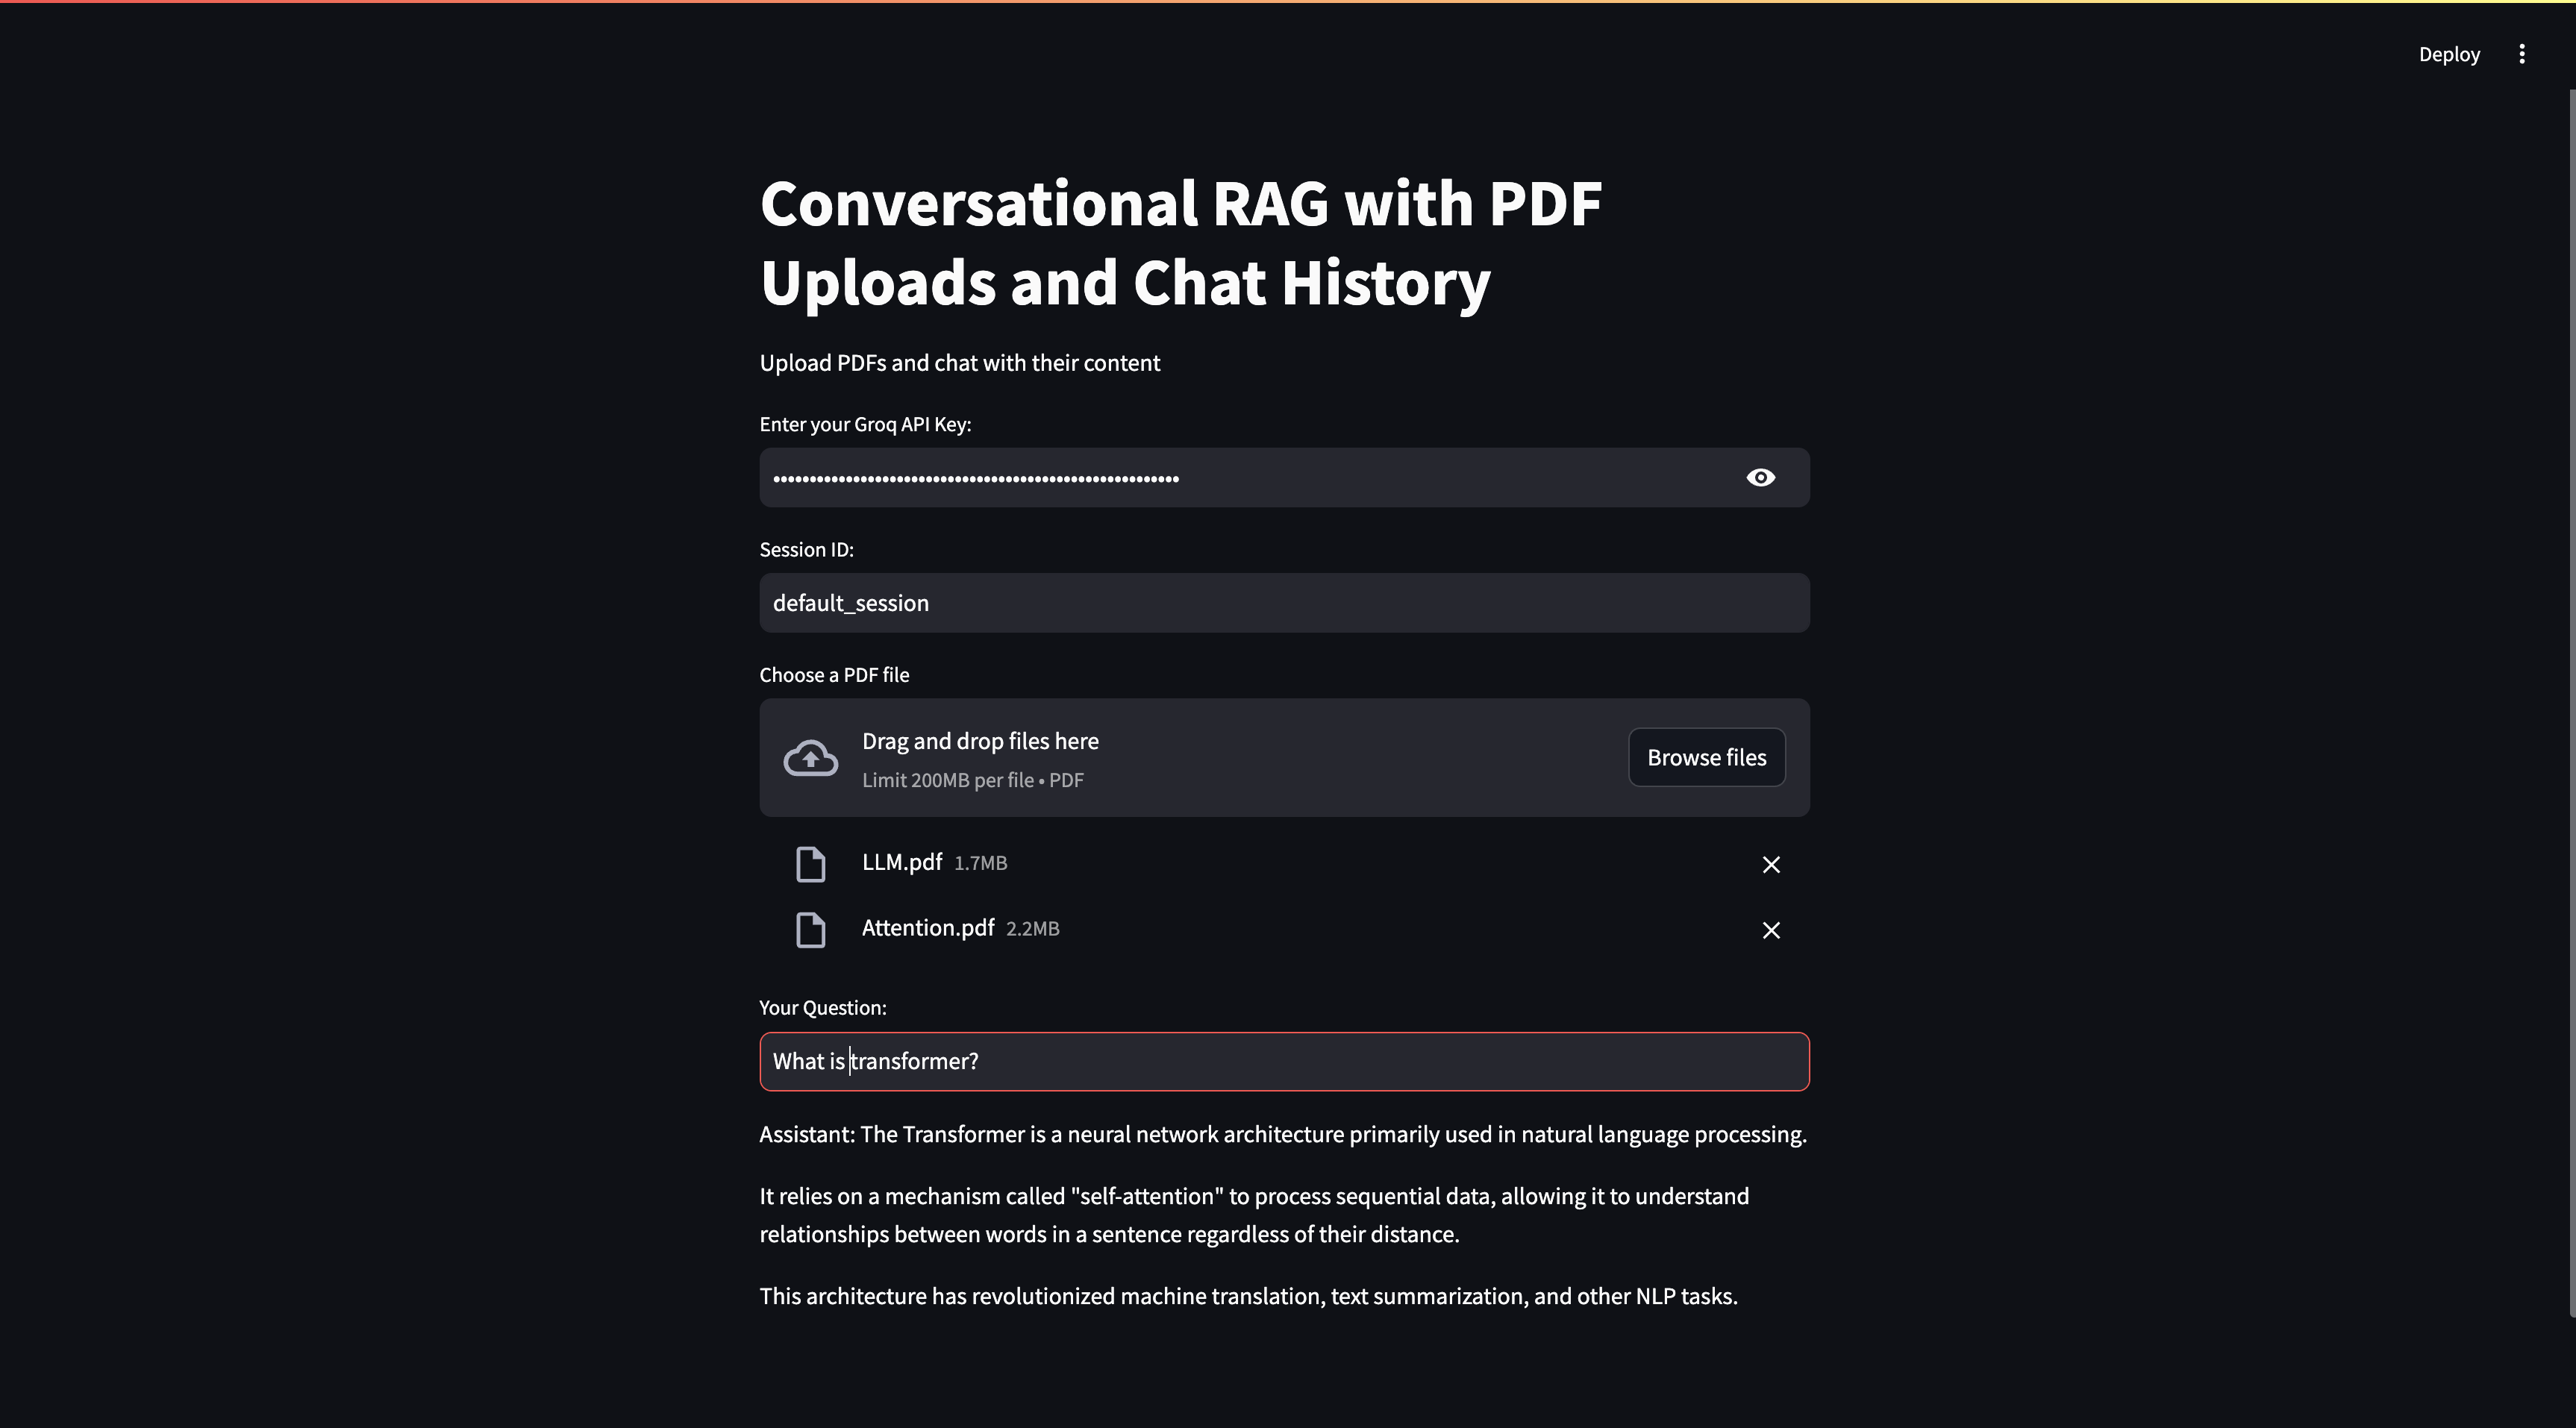 Deploy
Conversational RAG with PDF
Uploads and Chat History
Upload PDFs and chat with their content
Enter your Groq API Key:
••••••••••••••••••••••••••••••••••••••••••••••••••••••••
Session ID:
default_session
Choose a PDF file
Drag and drop files here
Limit 200MB per file • PDF
Browse files
LLM.pdf 1.7MB
Attention.pdf 2.2MB
Your Question:
What is transformer?
Assistant: The Transformer is a neural network architecture primarily used in natural language processing.
It relies on a mechanism called "self-attention" to process sequential data, allowing it to understand
relationships between words in a sentence regardless of their distance.
This architecture has revolutionized machine translation, text summarization, and other NLP tasks.